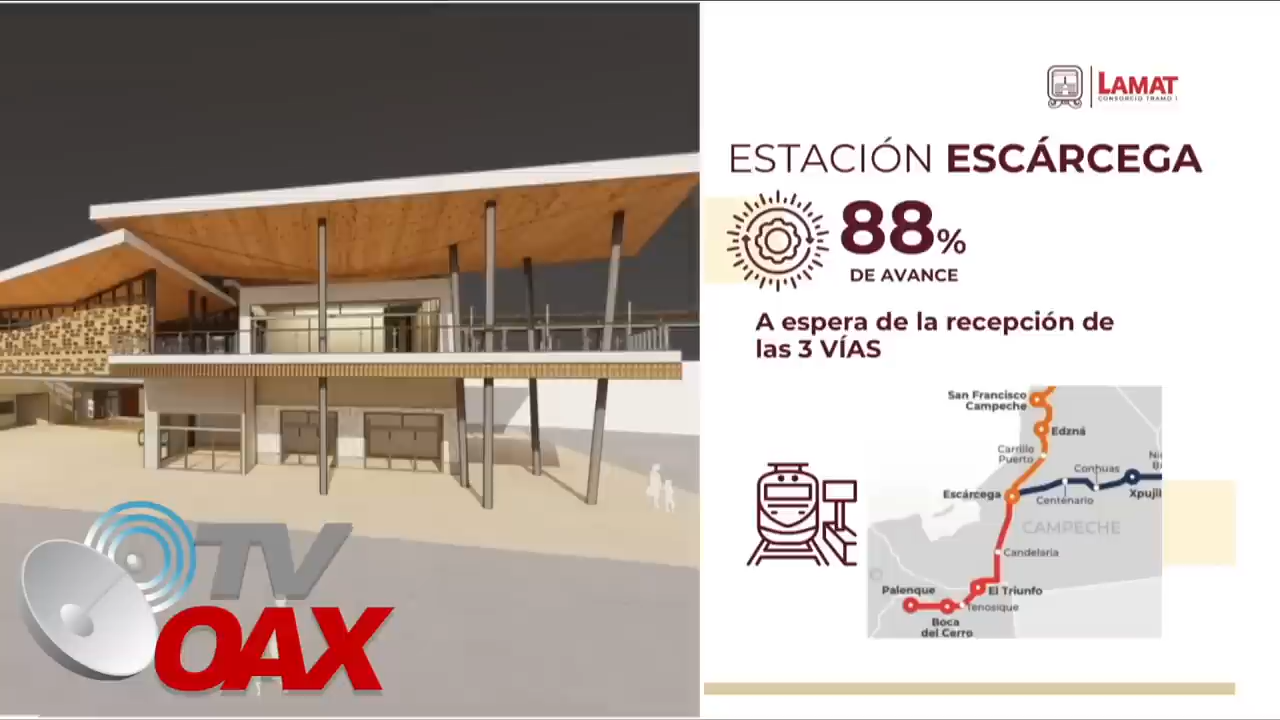 LAMAT
CONSORCIO TRAMO 1
ESTACIÓN ESCÁRCEGA
88%
DE AVANCE
A espera de la recepción de
las 3 VÍAS
San Francisco
Campeche
Edzná
Carrillo
Puerto
Conhuas
Escárcega
Centenario
Xpujil
CAMPECHE
Candelaria
Palenque
El Triunfo
Tenosique
Boca
del Cerro
TV
OAX